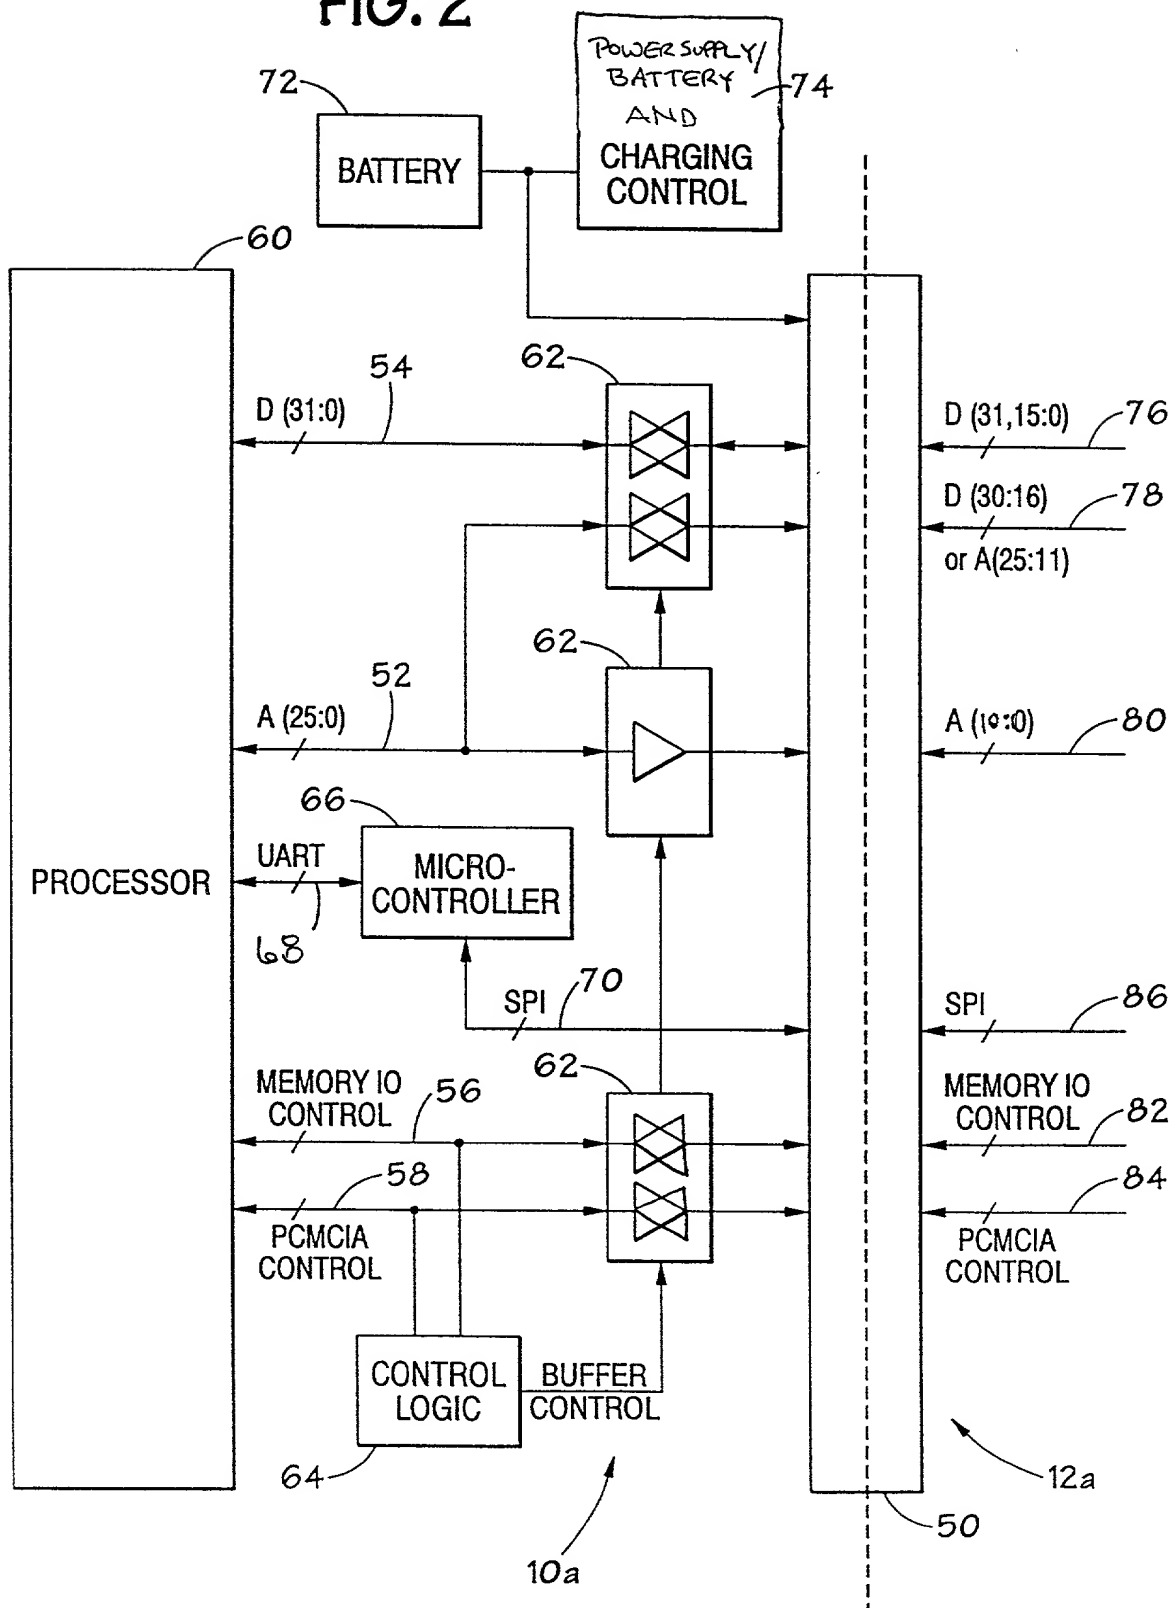 FIG. 2
POWER SUPPLY/
BATTERY
AND
CHARGING
CONTROL
74
72
BATTERY
60
54
62
D (31:0)
D (31,15:0)
76
D (30:16)
78
or A(25:11)
62
52
A (25:0)
A (10:0)
80
66
UART
MICRO-
CONTROLLER
PROCESSOR
68
70
SPI
SPI
86
62
MEMORY IO
CONTROL
56
MEMORY IO
CONTROL
82
58
84
PCMCIA
CONTROL
PCMCIA
CONTROL
CONTROL
LOGIC
BUFFER
CONTROL
64
12a
50
10a